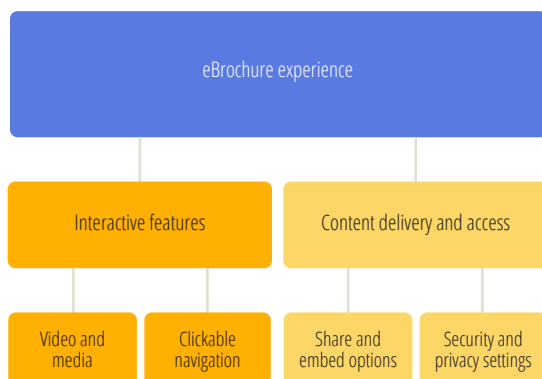 eBrochure experience
Interactive features
Content delivery and access
Video and
media
Clickable
navigation
Share and
embed options
Security and
privacy settings